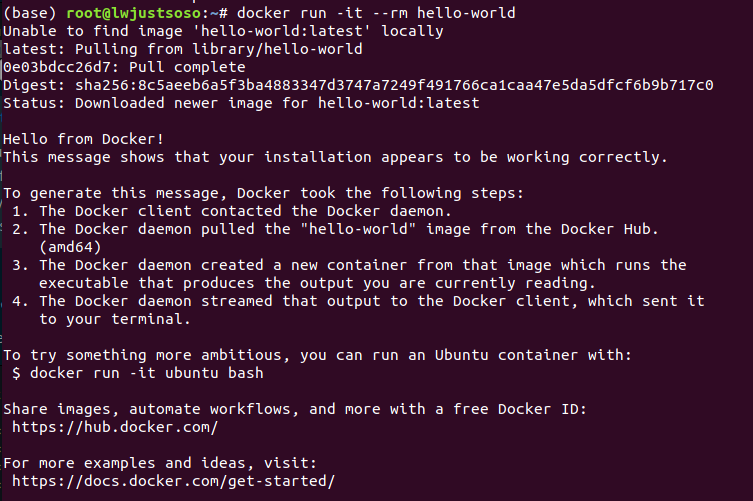 (base) root@lwjustsoso:~# docker run -it --rm hello-world
Unable to find image 'hello-world:latest' locally
latest: Pulling from library/hello-world
0e03bdcc26d7: Pull complete
Digest: sha256:8c5aeeb6a5f3ba4883347d3747a7249f491766ca1caa47e5da5dfcf6b9b717c0
Status: Downloaded newer image for hello-world:latest

Hello from Docker!
This message shows that your installation appears to be working correctly.

To generate this message, Docker took the following steps:
 1. The Docker client contacted the Docker daemon.
 2. The Docker daemon pulled the "hello-world" image from the Docker Hub.
    (amd64)
 3. The Docker daemon created a new container from that image which runs the
    executable that produces the output you are currently reading.
 4. The Docker daemon streamed that output to the Docker client, which sent it
    to your terminal.

To try something more ambitious, you can run an Ubuntu container with:
 $ docker run -it ubuntu bash

Share images, automate workflows, and more with a free Docker ID:
 https://hub.docker.com/

For more examples and ideas, visit:
 https://docs.docker.com/get-started/